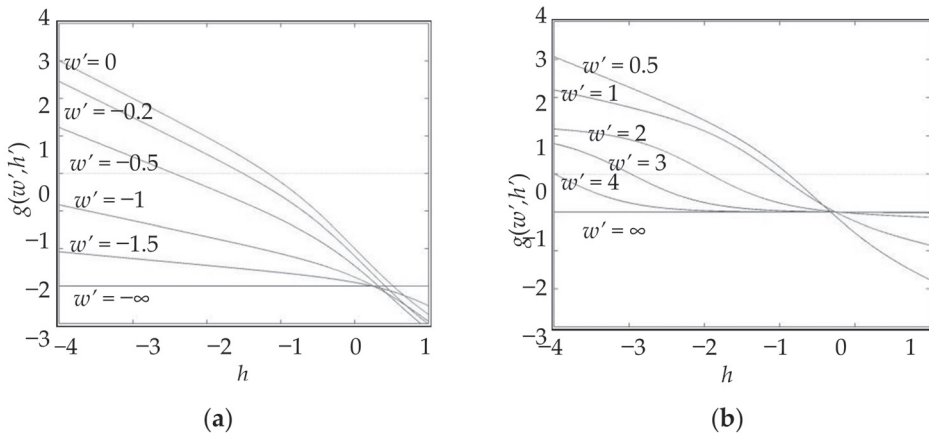 4
3
2
1
0
−1
−2
−3
g(w′,h′)
w′= 0
w′= −0.2
w′= −0.5
w′= −1
w′= −1.5
w′= −∞
−4 −3 −2 −1 0 1
h
(a)
4
3
2
1
0
−1
−2
−3
g(w′,h′)
w′ = 0.5
w′ = 1
w′ = 2
w′ = 3
w′ = 4
w′ = ∞
−4 −3 −2 −1 0 1
h
(b)